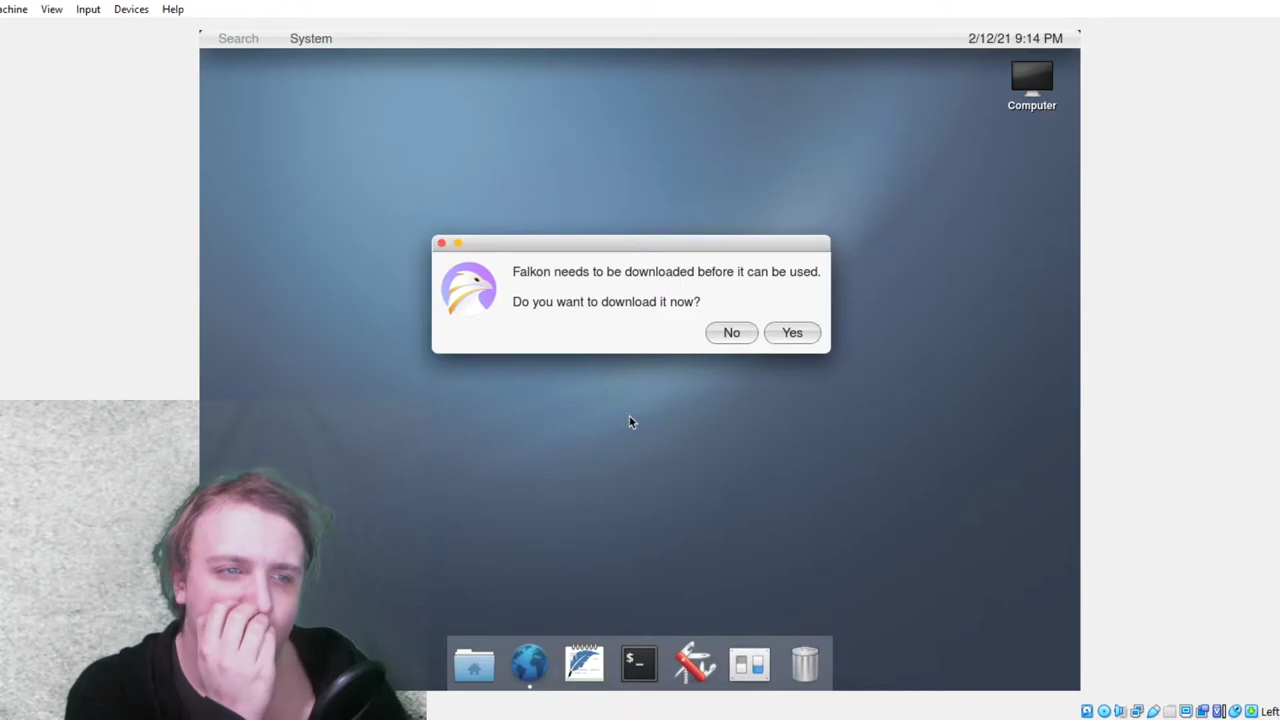 achine View Input Devices Help
Search System 2/12/21 9:14 PM
Computer
Falkon needs to be downloaded before it can be used.
Do you want to download it now?
No Yes
$_
Left